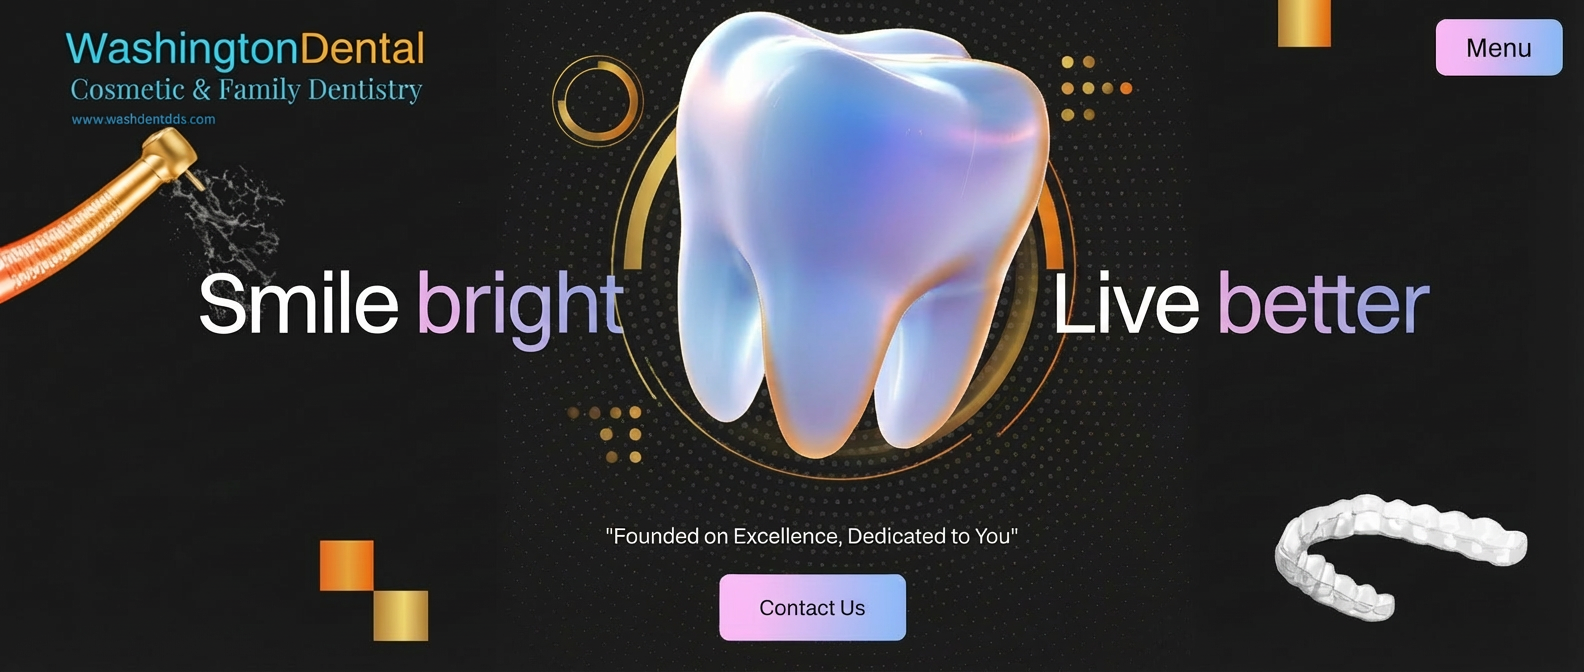 WashingtonDental
Cosmetic & Family Dentistry
www.washdentdds.com
Menu
Smile bright
Live better
"Founded on Excellence, Dedicated to You"
Contact Us